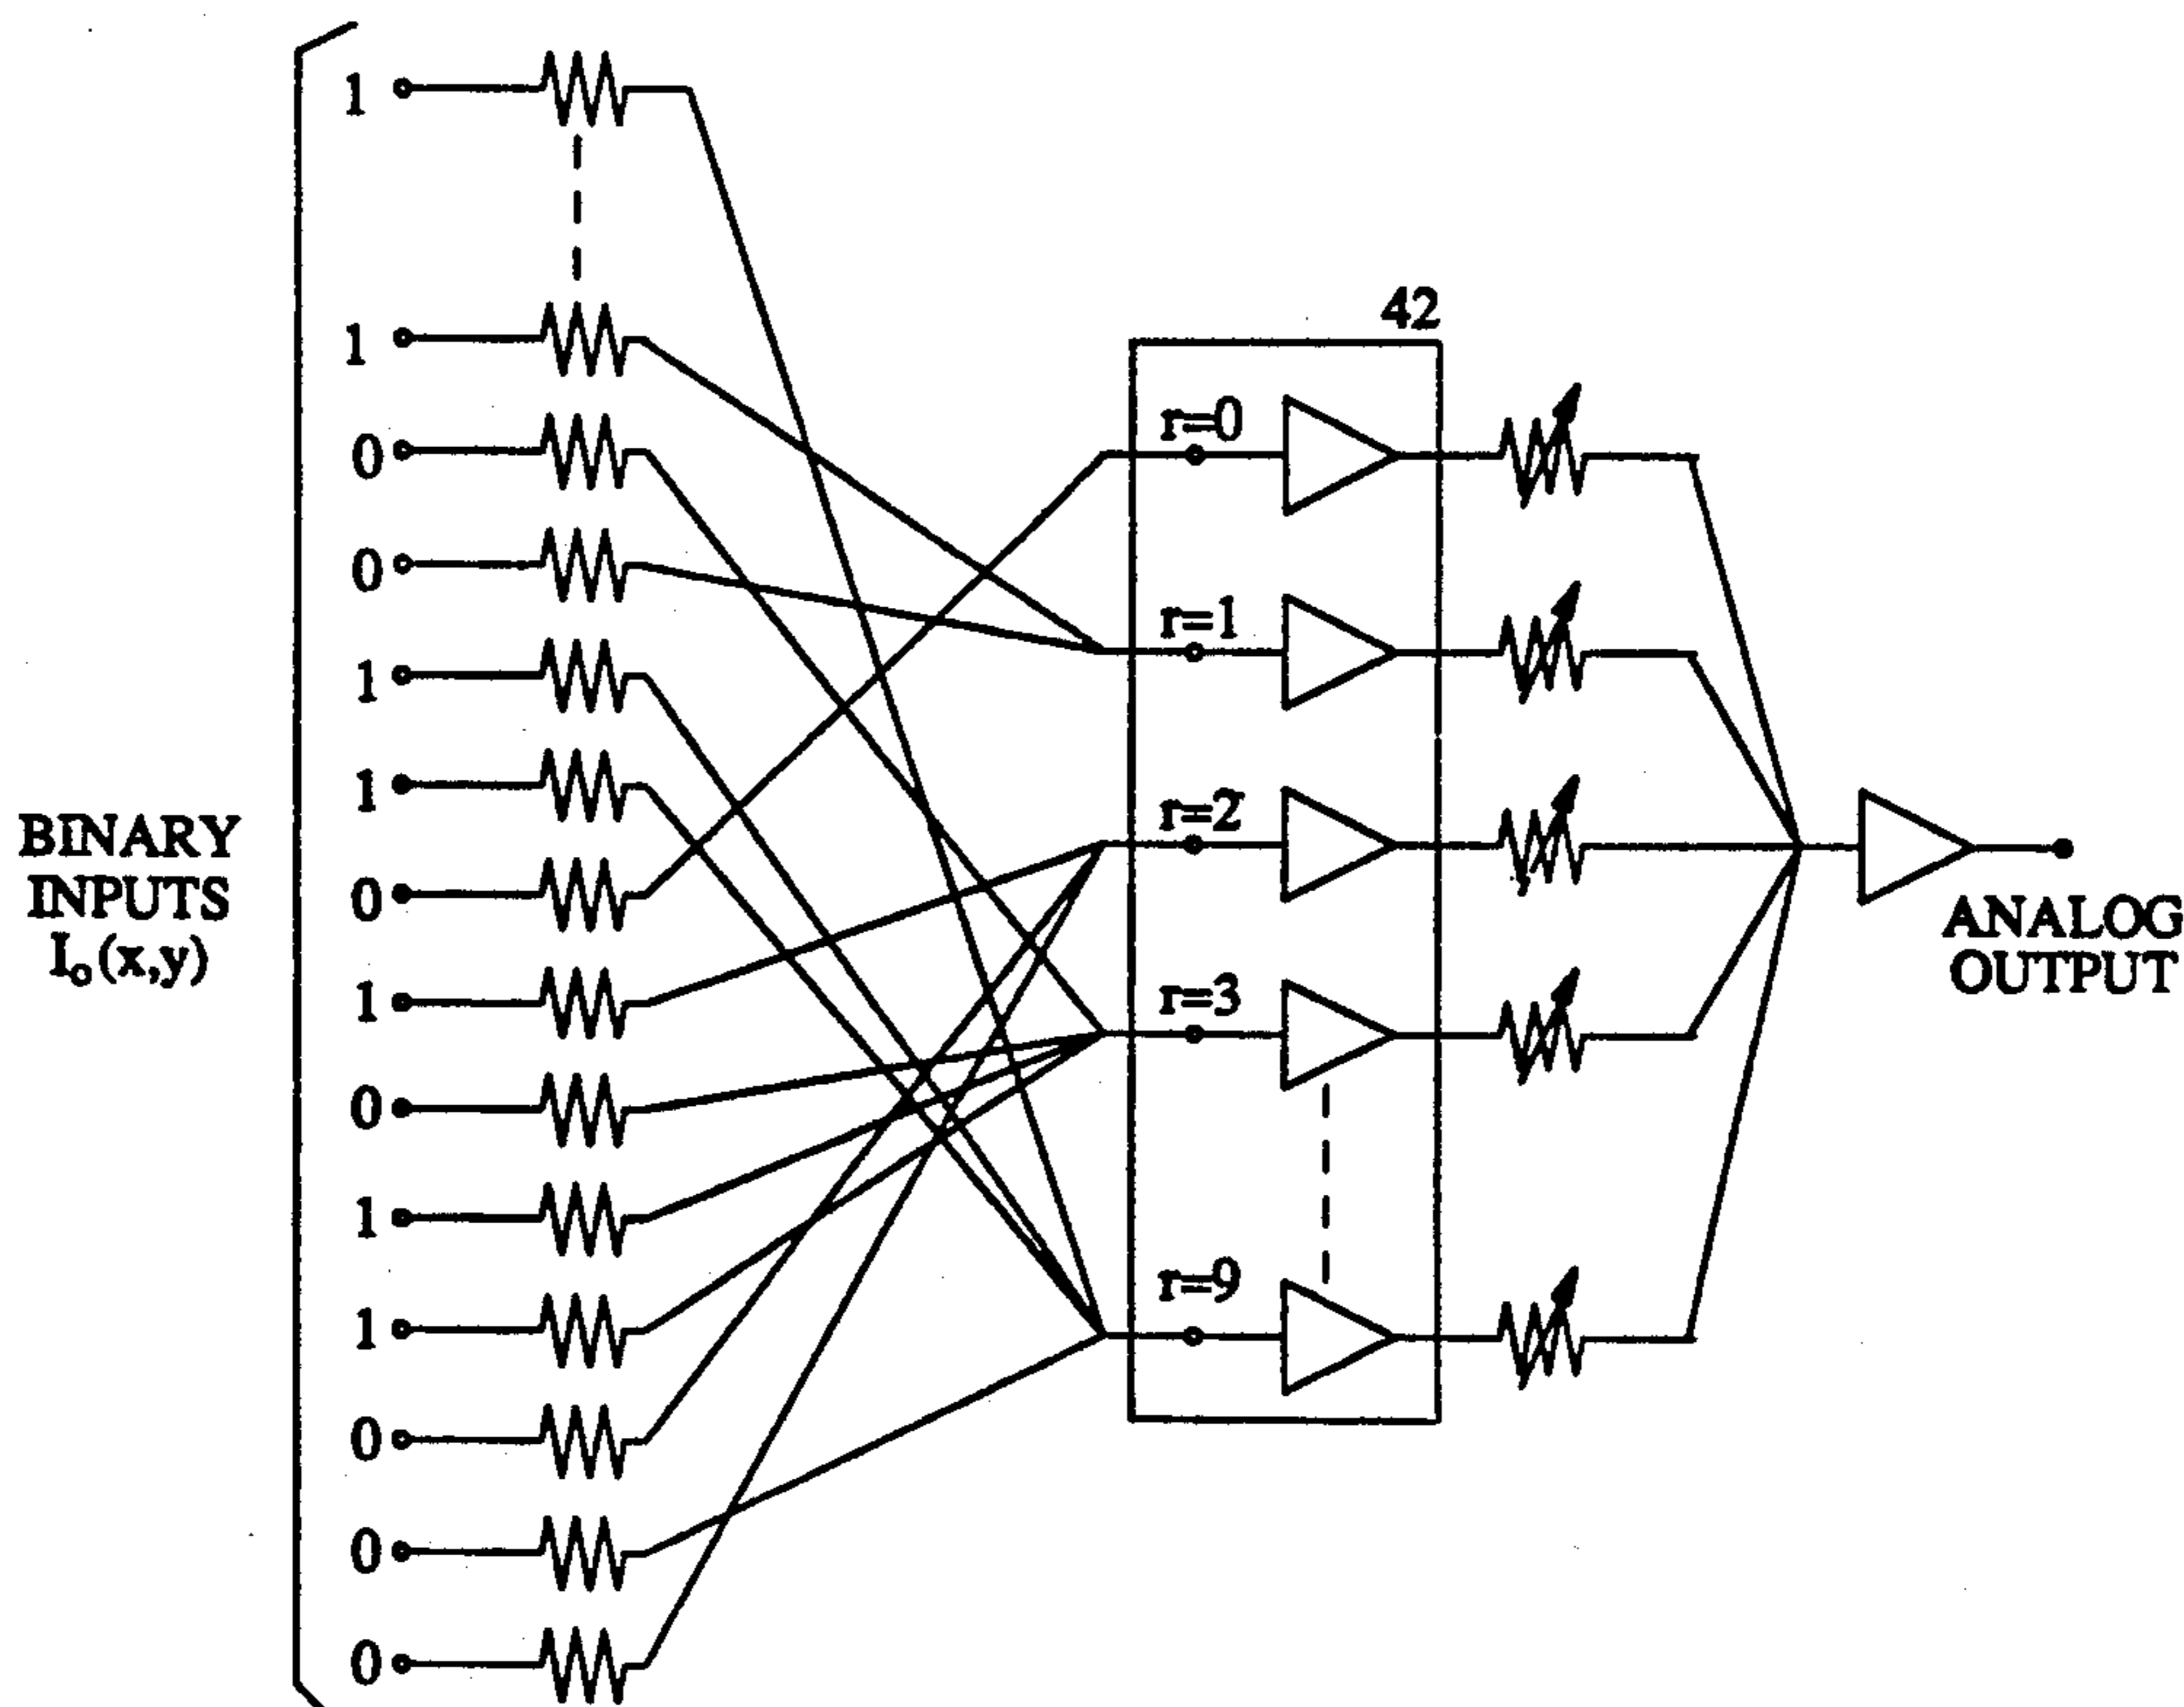 1
1
0
0
1
1
0
1
0
1
1
0
0
0
BINARY
INPUTS
Iₒ(x,y)
42
r=0
r=1
r=2
r=3
r=9
ANALOG
OUTPUT